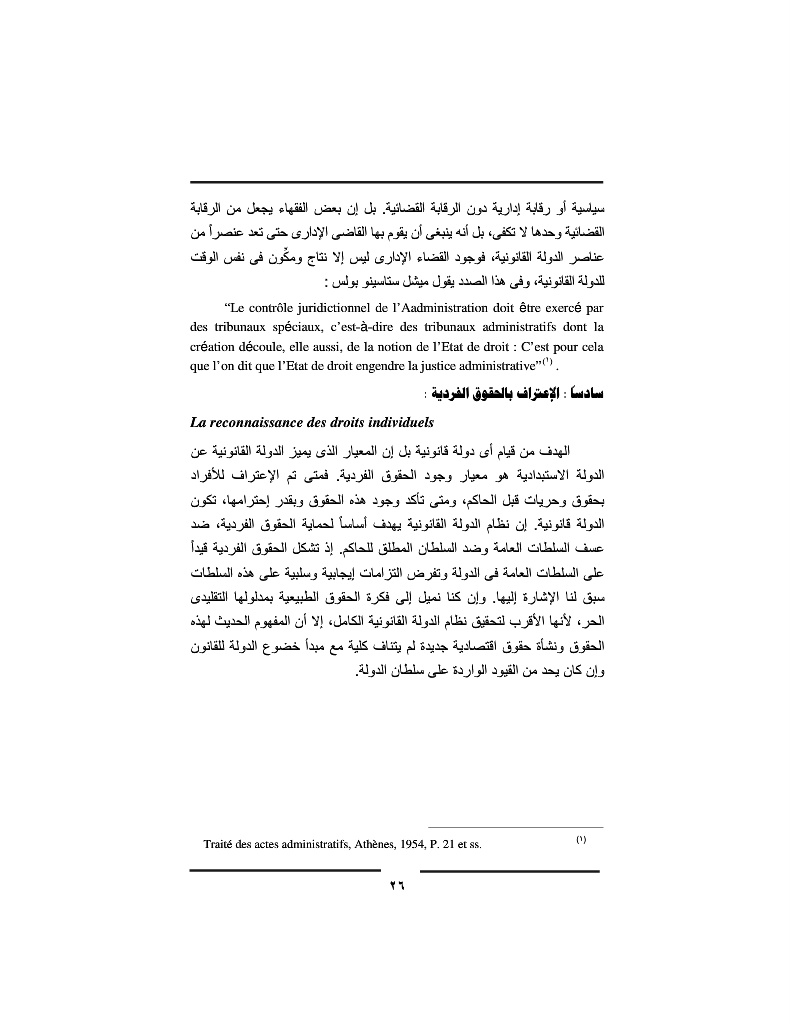 سياسية أو رقابة إدارية دون الرقابة القضائية. بل إن بعض الفقهاء يجعل من الرقابة
القضائية وحدها لا تكفى، بل أنه ينبغى أن يقوم بها القاضى الإدارى حتى تعد عنصراً من
عناصر الدولة القانونية، فوجود القضاء الإدارى ليس إلا نتاج ومكِّون فى نفس الوقت
للدولة القانونية، وفى هذا الصدد يقول ميشل ستاسينو بولس :
“Le contrôle juridictionnel de l’Aadministration doit être exercé par
des tribunaux spéciaux, c’est-à-dire des tribunaux administratifs dont la
création découle, elle aussi, de la notion de l’Etat de droit : C’est pour cela
que l’on dit que l’Etat de droit engendre la justice administrative”(١) .
سادساً : الإعتراف بالحقوق الفردية :
La reconnaissance des droits individuels
الهدف من قيام أى دولة قانونية بل إن المعيار الذى يميز الدولة القانونية عن
الدولة الاستبدادية هو معيار وجود الحقوق الفردية. فمتى تم الإعتراف للأفراد
بحقوق وحريات قبل الحاكم، ومتى تأكد وجود هذه الحقوق وبقدر إحترامها، تكون
الدولة قانونية. إن نظام الدولة القانونية يهدف أساساً لحماية الحقوق الفردية، ضد
عسف السلطات العامة وضد السلطان المطلق للحاكم. إذ تشكل الحقوق الفردية قيداً
على السلطات العامة فى الدولة وتفرض التزامات إيجابية وسلبية على هذه السلطات
سبق لنا الإشارة إليها. وإن كنا نميل إلى فكرة الحقوق الطبيعية بمدلولها التقليدى
الحر، لأنها الأقرب لتحقيق نظام الدولة القانونية الكامل، إلا أن المفهوم الحديث لهذه
الحقوق ونشأة حقوق اقتصادية جديدة لم يتناف كلية مع مبدأ خضوع الدولة للقانون
وإن كان يحد من القيود الواردة على سلطان الدولة.
(١) Traité des actes administratifs, Athènes, 1954, P. 21 et ss.
٢٦